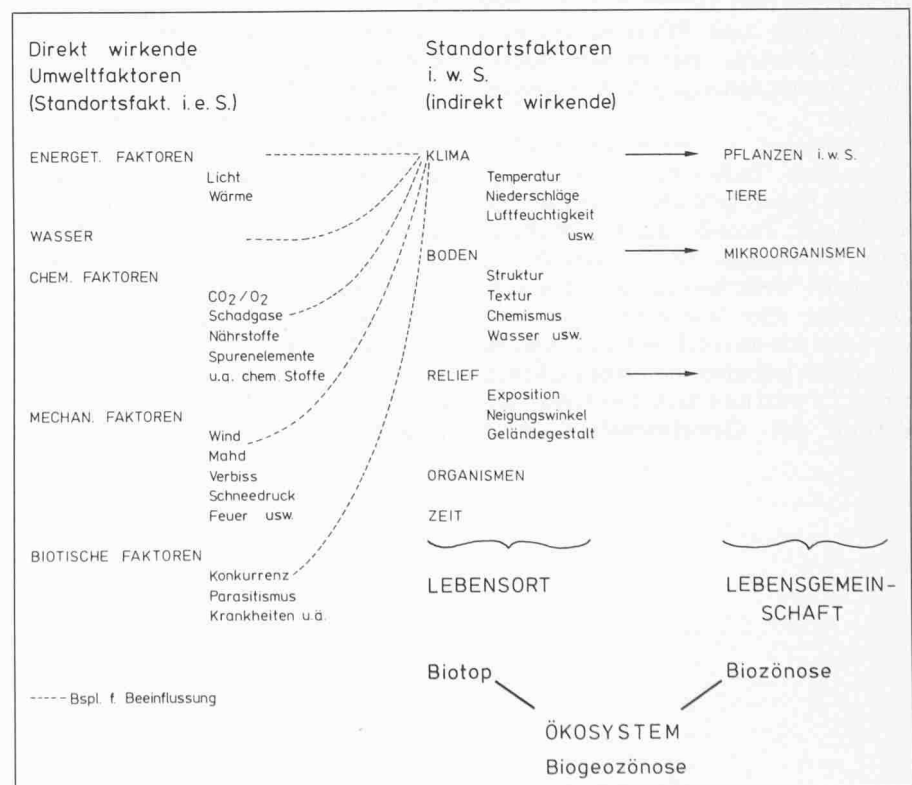 Direkt wirkende
Umweltfaktoren
(Standortsfakt. i.e.S.)
ENERGET. FAKTOREN
Licht
Wärme
WASSER
CHEM. FAKTOREN
CO2/O2
Schadgase
Nährstoffe
Spurenelemente
u.a. chem. Stoffe
MECHAN. FAKTOREN
Wind
Mahd
Verbiss
Schneedruck
Feuer usw.
BIOTISCHE FAKTOREN
Konkurrenz
Parasitismus
Krankheiten u.ä.
----- Bspl. f. Beeinflussung
Standortsfaktoren
i. w. S.
(indirekt wirkende)
KLIMA
Temperatur
Niederschläge
Luftfeuchtigkeit
usw.
BODEN
Struktur
Textur
Chemismus
Wasser usw.
RELIEF
Exposition
Neigungswinkel
Geländegestalt
ORGANISMEN
ZEIT
LEBENSORT
Biotop
PFLANZEN i. w. S.
TIERE
MIKROORGANISMEN
LEBENSGEMEIN-
SCHAFT
Biozönose
ÖKOSYSTEM
Biogeozönose